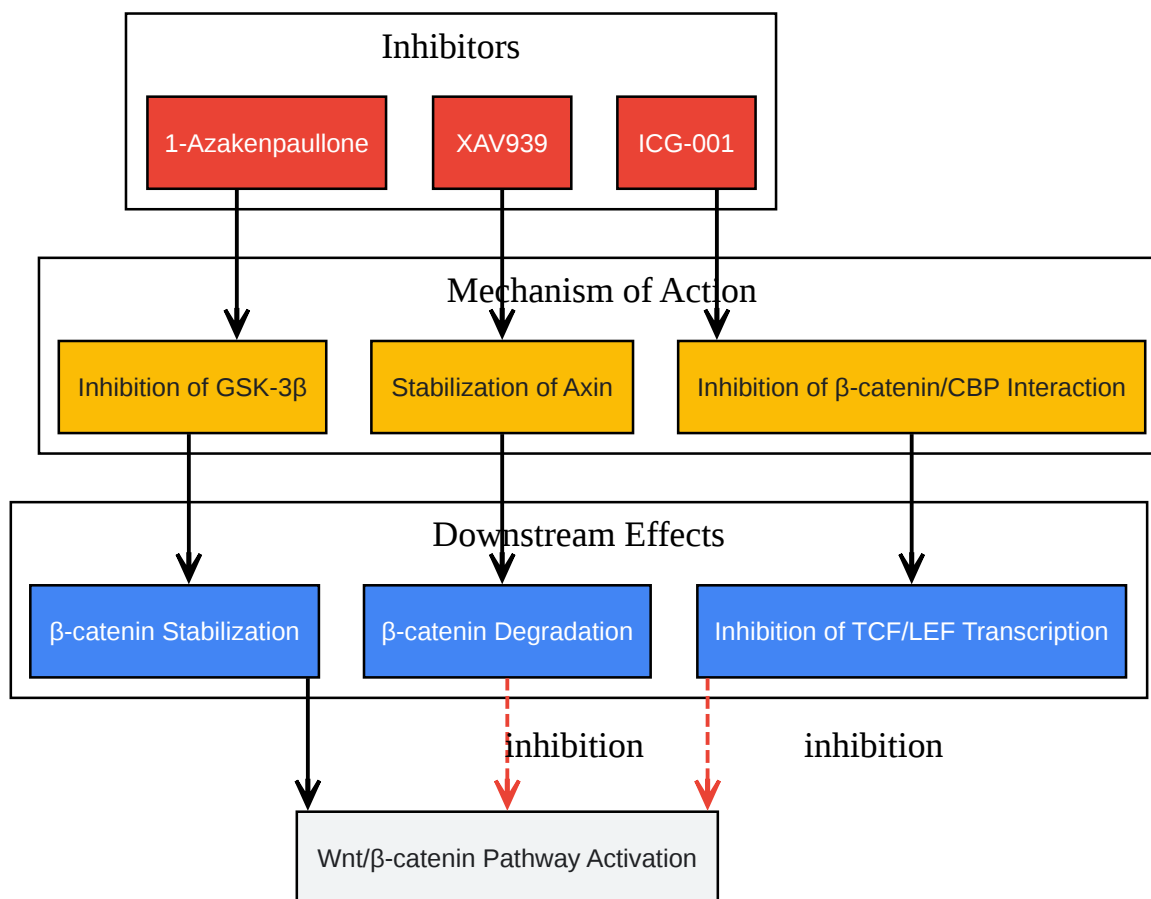 Inhibitors
1-Azakenpaullone
XAV939
ICG-001
Mechanism of Action
Inhibition of GSK-3β
Stabilization of Axin
Inhibition of β-catenin/CBP Interaction
Downstream Effects
β-catenin Stabilization
β-catenin Degradation
Inhibition of TCF/LEF Transcription
inhibition
inhibition
Wnt/β-catenin Pathway Activation